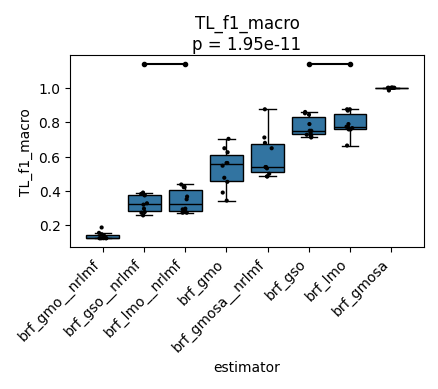 TL_f1_macro
p = 1.95e-11
TL_f1_macro
1.0
0.8
0.6
0.4
0.2
brf_gmo__nrlmf
brf_gso__nrlmf
brf_lmo__nrlmf
brf_gmo
brf_gmosa__nrlmf
brf_gso
brf_lmo
brf_gmosa
estimator